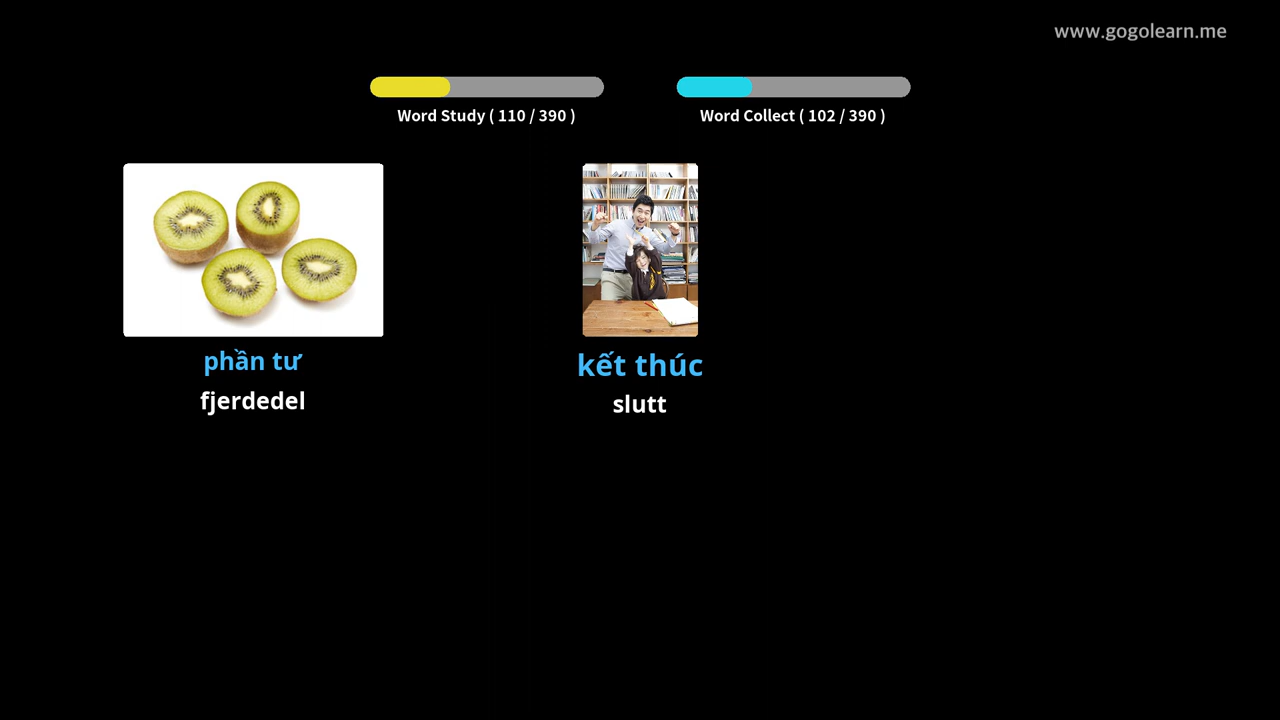 www.gogolearn.me
Word Study ( 110 / 390 )
Word Collect ( 102 / 390 )
phần tư
fjerdedel
kết thúc
slutt